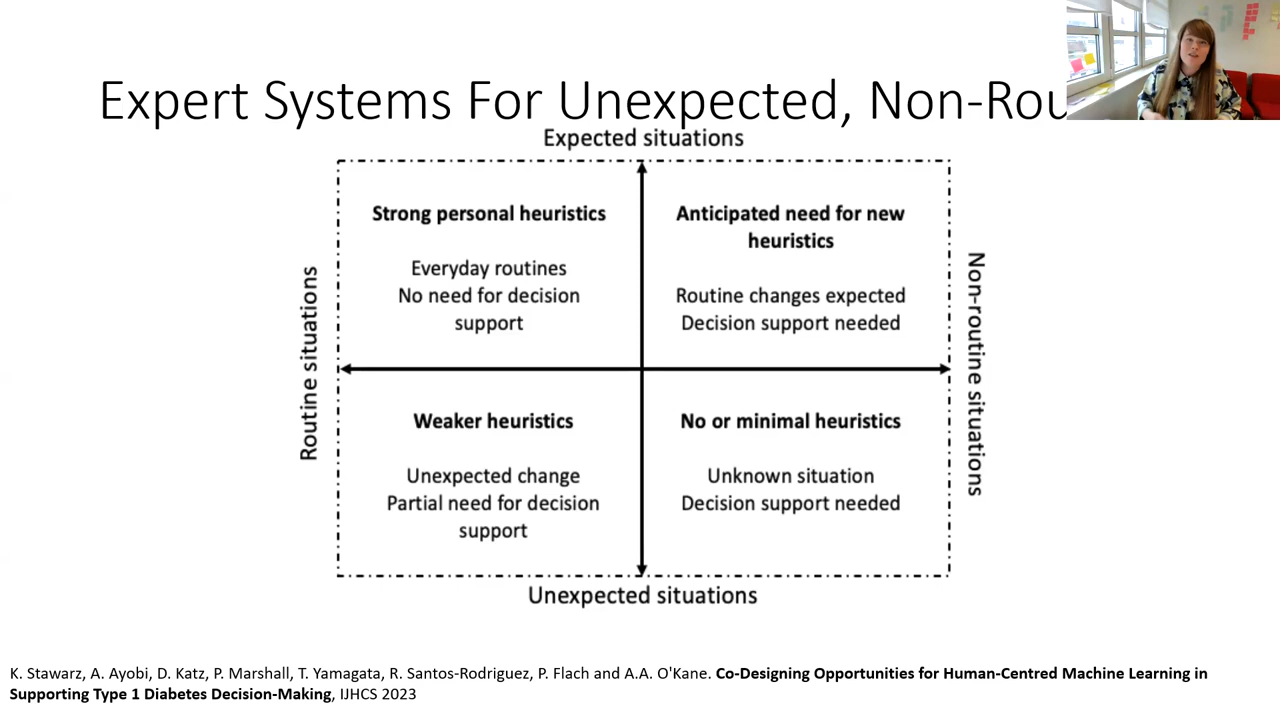 Expert Systems For Unexpected, Non-Rou
Expected situations
Strong personal heuristics
Everyday routines
No need for decision
support
Anticipated need for new
heuristics
Routine changes expected
Decision support needed
Routine situations
Non-routine situations
Weaker heuristics
Unexpected change
Partial need for decision
support
No or minimal heuristics
Unknown situation
Decision support needed
Unexpected situations
K. Stawarz, A. Ayobi, D. Katz, P. Marshall, T. Yamagata, R. Santos-Rodriguez, P. Flach and A.A. O'Kane. Co-Designing Opportunities for Human-Centred Machine Learning in
Supporting Type 1 Diabetes Decision-Making, IJHCS 2023